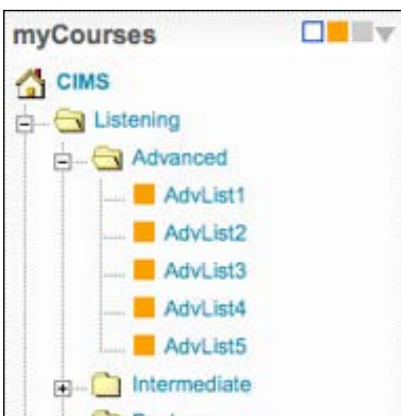 myCourses
CIMS
Listening
Advanced
AdvList1
AdvList2
AdvList3
AdvList4
AdvList5
Intermediate